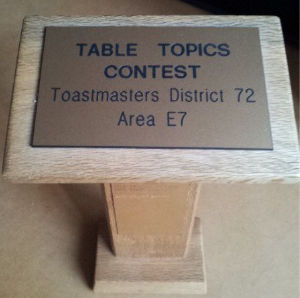 TABLE TOPICS
CONTEST
Toastmasters District 72
Area E7